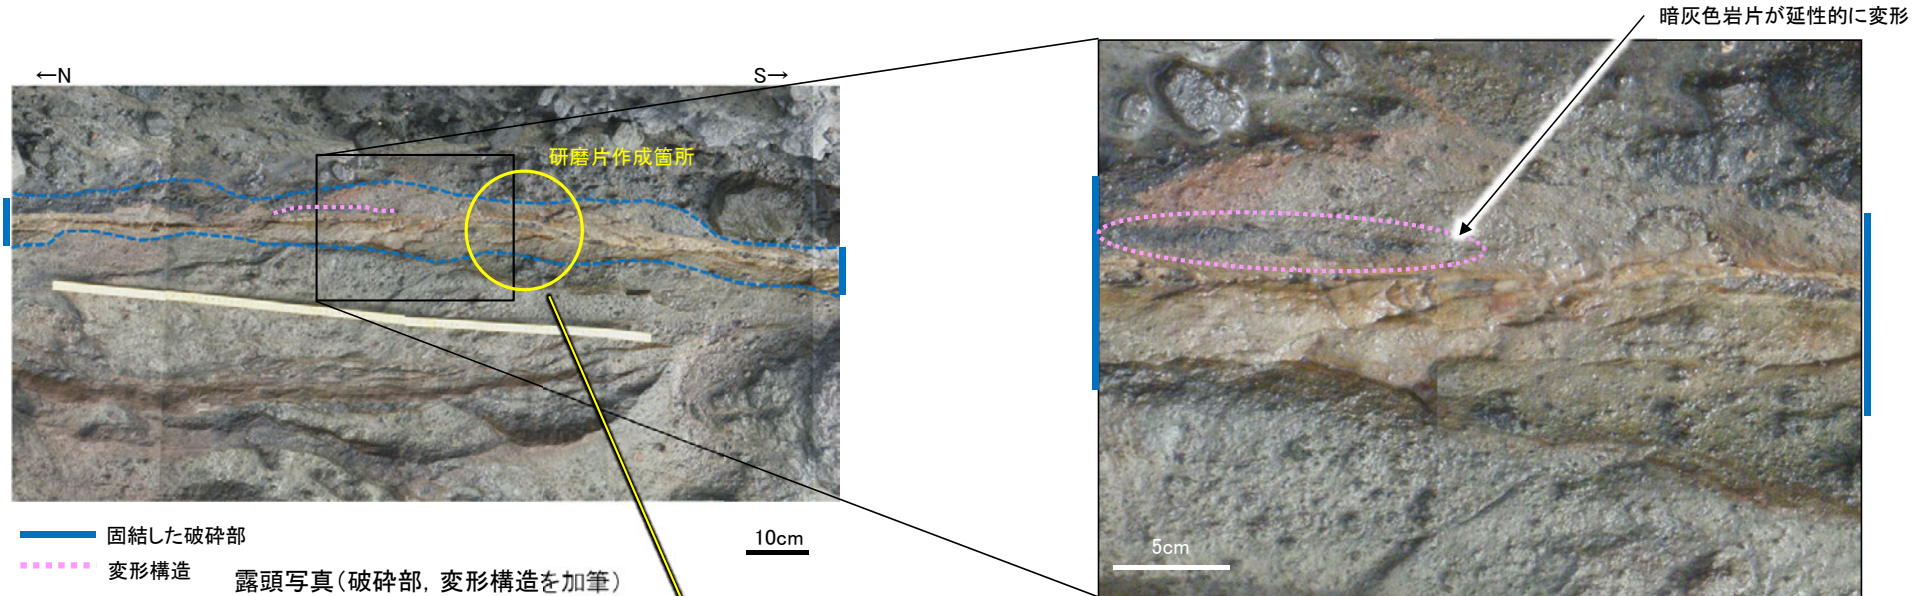 暗灰色岩片が延性的に変形
←N
S→
研磨片作成箇所
固結した破砕部
変形構造
10cm
露頭写真(破砕部，変形構造を加筆)
5cm